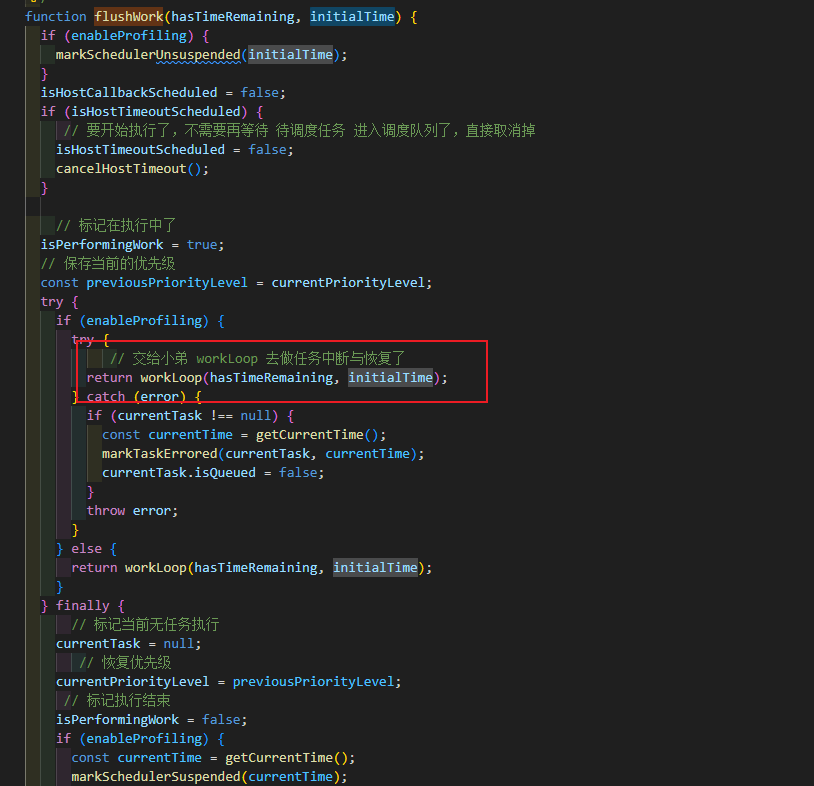 function flushWork(hasTimeRemaining, initialTime) {
if (enableProfiling) {
markSchedulerUnsuspended(initialTime);
}
isHostCallbackScheduled = false;
if (isHostTimeoutScheduled) {
// 要开始执行了，不需要再等待 待调度任务 进入调度队列了，直接取消掉
isHostTimeoutScheduled = false;
cancelHostTimeout();
}
// 标记在执行中了
isPerformingWork = true;
// 保存当前的优先级
const previousPriorityLevel = currentPriorityLevel;
try {
if (enableProfiling) {
try {
// 交给小弟 workLoop 去做任务中断与恢复了
return workLoop(hasTimeRemaining, initialTime);
} catch (error) {
if (currentTask !== null) {
const currentTime = getCurrentTime();
markTaskErrored(currentTask, currentTime);
currentTask.isQueued = false;
}
throw error;
}
} else {
return workLoop(hasTimeRemaining, initialTime);
}
} finally {
// 标记当前无任务执行
currentTask = null;
// 恢复优先级
currentPriorityLevel = previousPriorityLevel;
// 标记执行结束
isPerformingWork = false;
if (enableProfiling) {
const currentTime = getCurrentTime();
markSchedulerSuspended(currentTime);